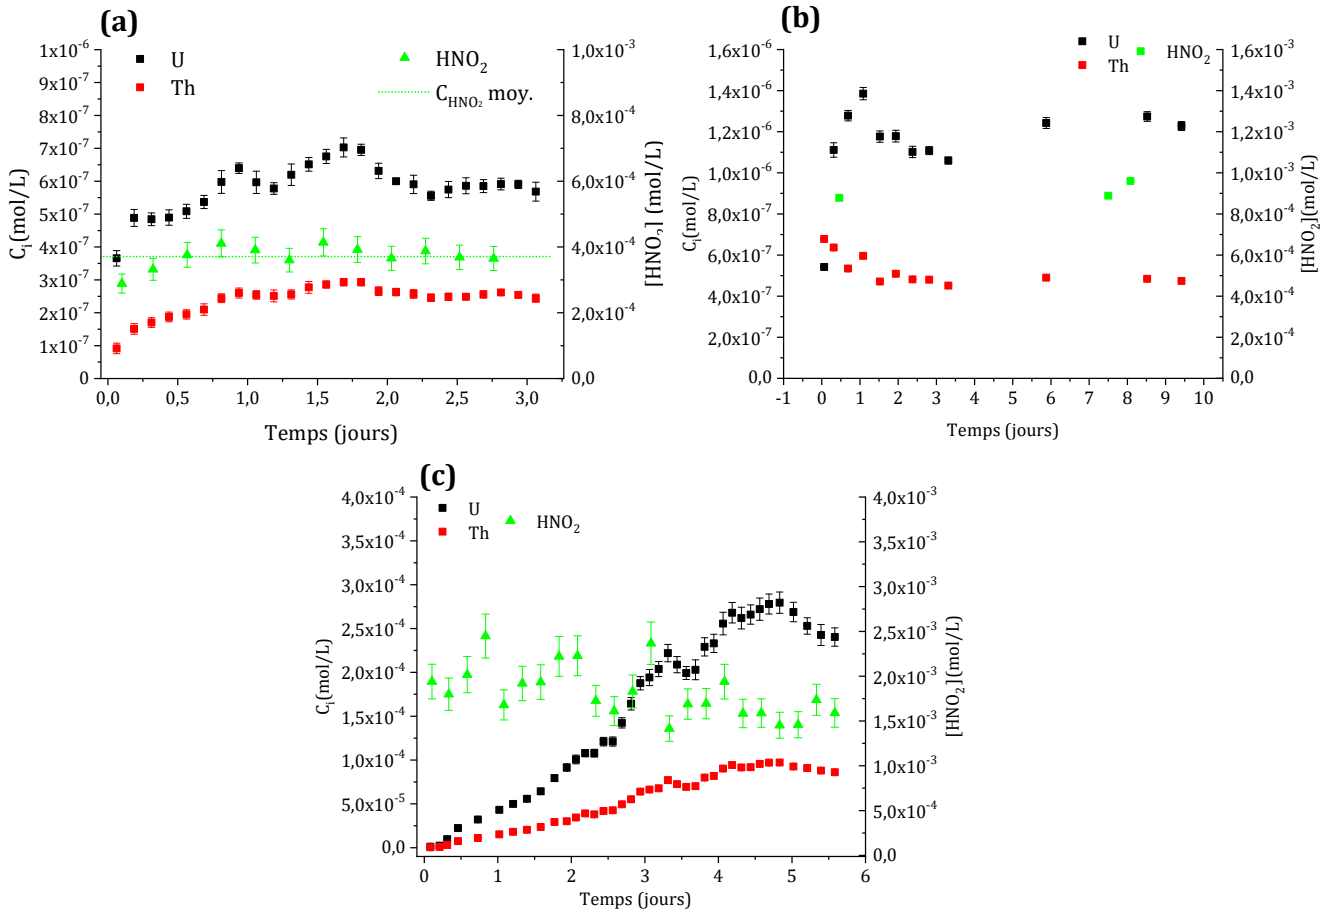 (a)
U
Th
HNO2
CHNO2 moy.
1x10-6
9x10-7
8x10-7
7x10-7
6x10-7
5x10-7
4x10-7
3x10-7
2x10-7
1x10-7
0
Ci(mol/L)
1,0x10-3
8,0x10-4
6,0x10-4
4,0x10-4
2,0x10-4
0,0
[HNO2] (mol/L)
0,0 0,5 1,0 1,5 2,0 2,5 3,0
Temps (jours)
(b)
U
Th
HNO2
1,6x10-6
1,4x10-6
1,2x10-6
1,0x10-6
8,0x10-7
6,0x10-7
4,0x10-7
2,0x10-7
0,0
Ci(mol/L)
1,6x10-3
1,4x10-3
1,2x10-3
1,0x10-3
8,0x10-4
6,0x10-4
4,0x10-4
2,0x10-4
0,0
[HNO2](mol/L)
-1 0 1 2 3 4 5 6 7 8 9 10
Temps (jours)
(c)
U
Th
HNO2
4,0x10-4
3,5x10-4
3,0x10-4
2,5x10-4
2,0x10-4
1,5x10-4
1,0x10-4
5,0x10-5
0,0
Ci(mol/L)
4,0x10-3
3,5x10-3
3,0x10-3
2,5x10-3
2,0x10-3
1,5x10-3
1,0x10-3
5,0x10-4
0,0
[HNO2](mol/L)
0 1 2 3 4 5 6
Temps (jours)